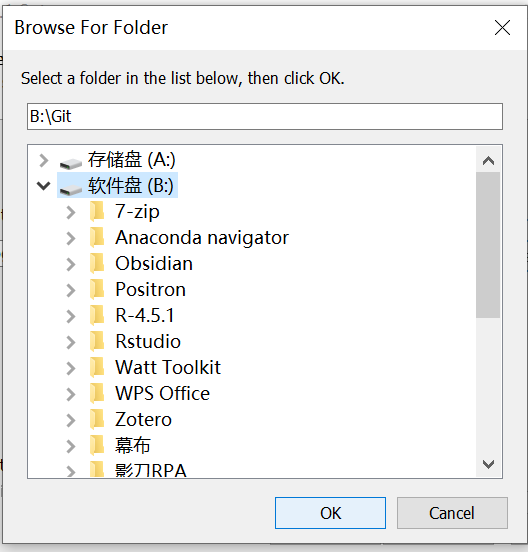 Browse For Folder
Select a folder in the list below, then click OK.
B:\Git
存储盘 (A:)
软件盘 (B:)
7-zip
Anaconda navigator
Obsidian
Positron
R-4.5.1
Rstudio
Watt Toolkit
WPS Office
Zotero
幕布
影刀RPA
OK
Cancel